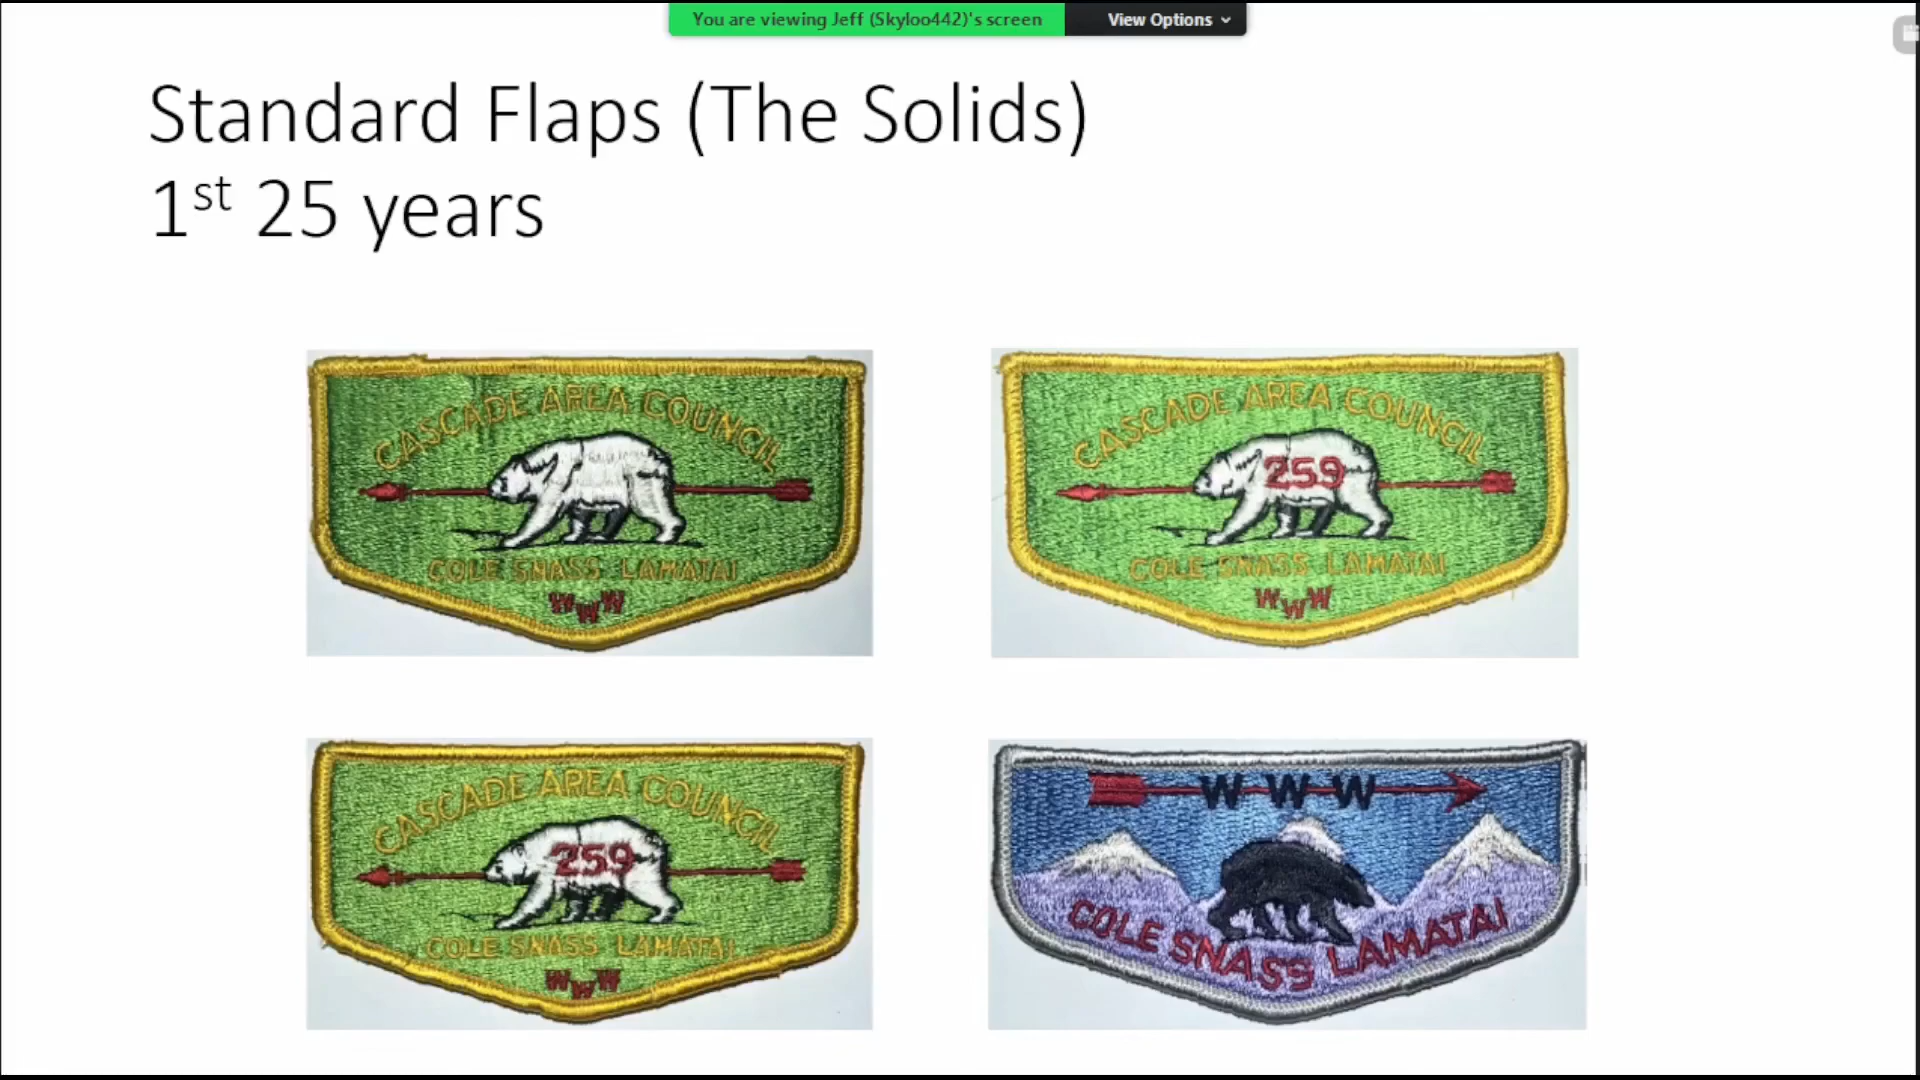 You are viewing Jeff (Skyloo442)'s screen
View Options
Standard Flaps (The Solids)
1st 25 years
CASCADE AREA COUNCIL
COLE SNASS LAMATAI
WWW
CASCADE AREA COUNCIL
259
COLE SNASS LAMATAI
WWW
CASCADE AREA COUNCIL
259
COLE SNASS LAMATAI
WWW
W W W
COLE SNASS LAMATAI